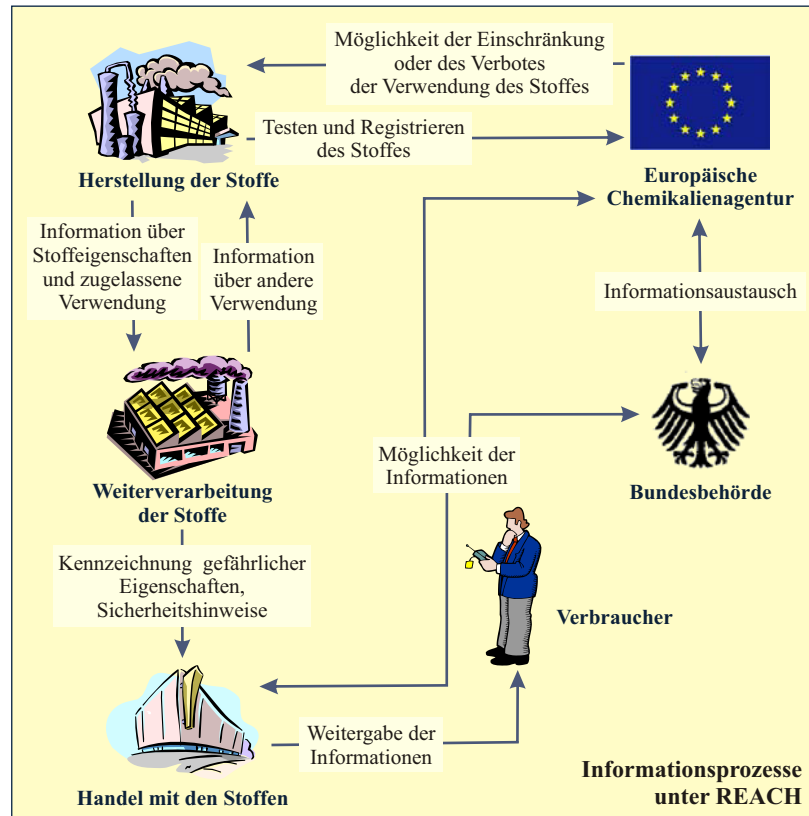 Möglichkeit der Einschränkung
oder des Verbotes
der Verwendung des Stoffes
Testen und Registrieren
des Stoffes
Herstellung der Stoffe
Europäische
Chemikalienagentur
Information über
Stoffeigenschaften
und zugelassene
Verwendung
Information
über andere
Verwendung
Informationsaustausch
Möglichkeit der
Informationen
Weiterverarbeitung
der Stoffe
Bundesbehörde
Kennzeichnung gefährlicher
Eigenschaften,
Sicherheitshinweise
Verbraucher
Weitergabe der
Informationen
Handel mit den Stoffen
Informationsprozesse
unter REACH